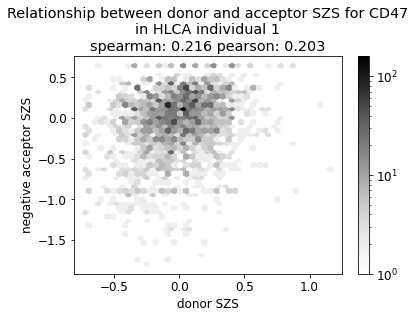 Relationship between donor and acceptor SZS for CD47
in HLCA individual 1
spearman: 0.216 pearson: 0.203
negative acceptor SZS
0.5
0.0
−0.5
−1.0
−1.5
−0.5
0.0
0.5
1.0
donor SZS
10²
10¹
10⁰